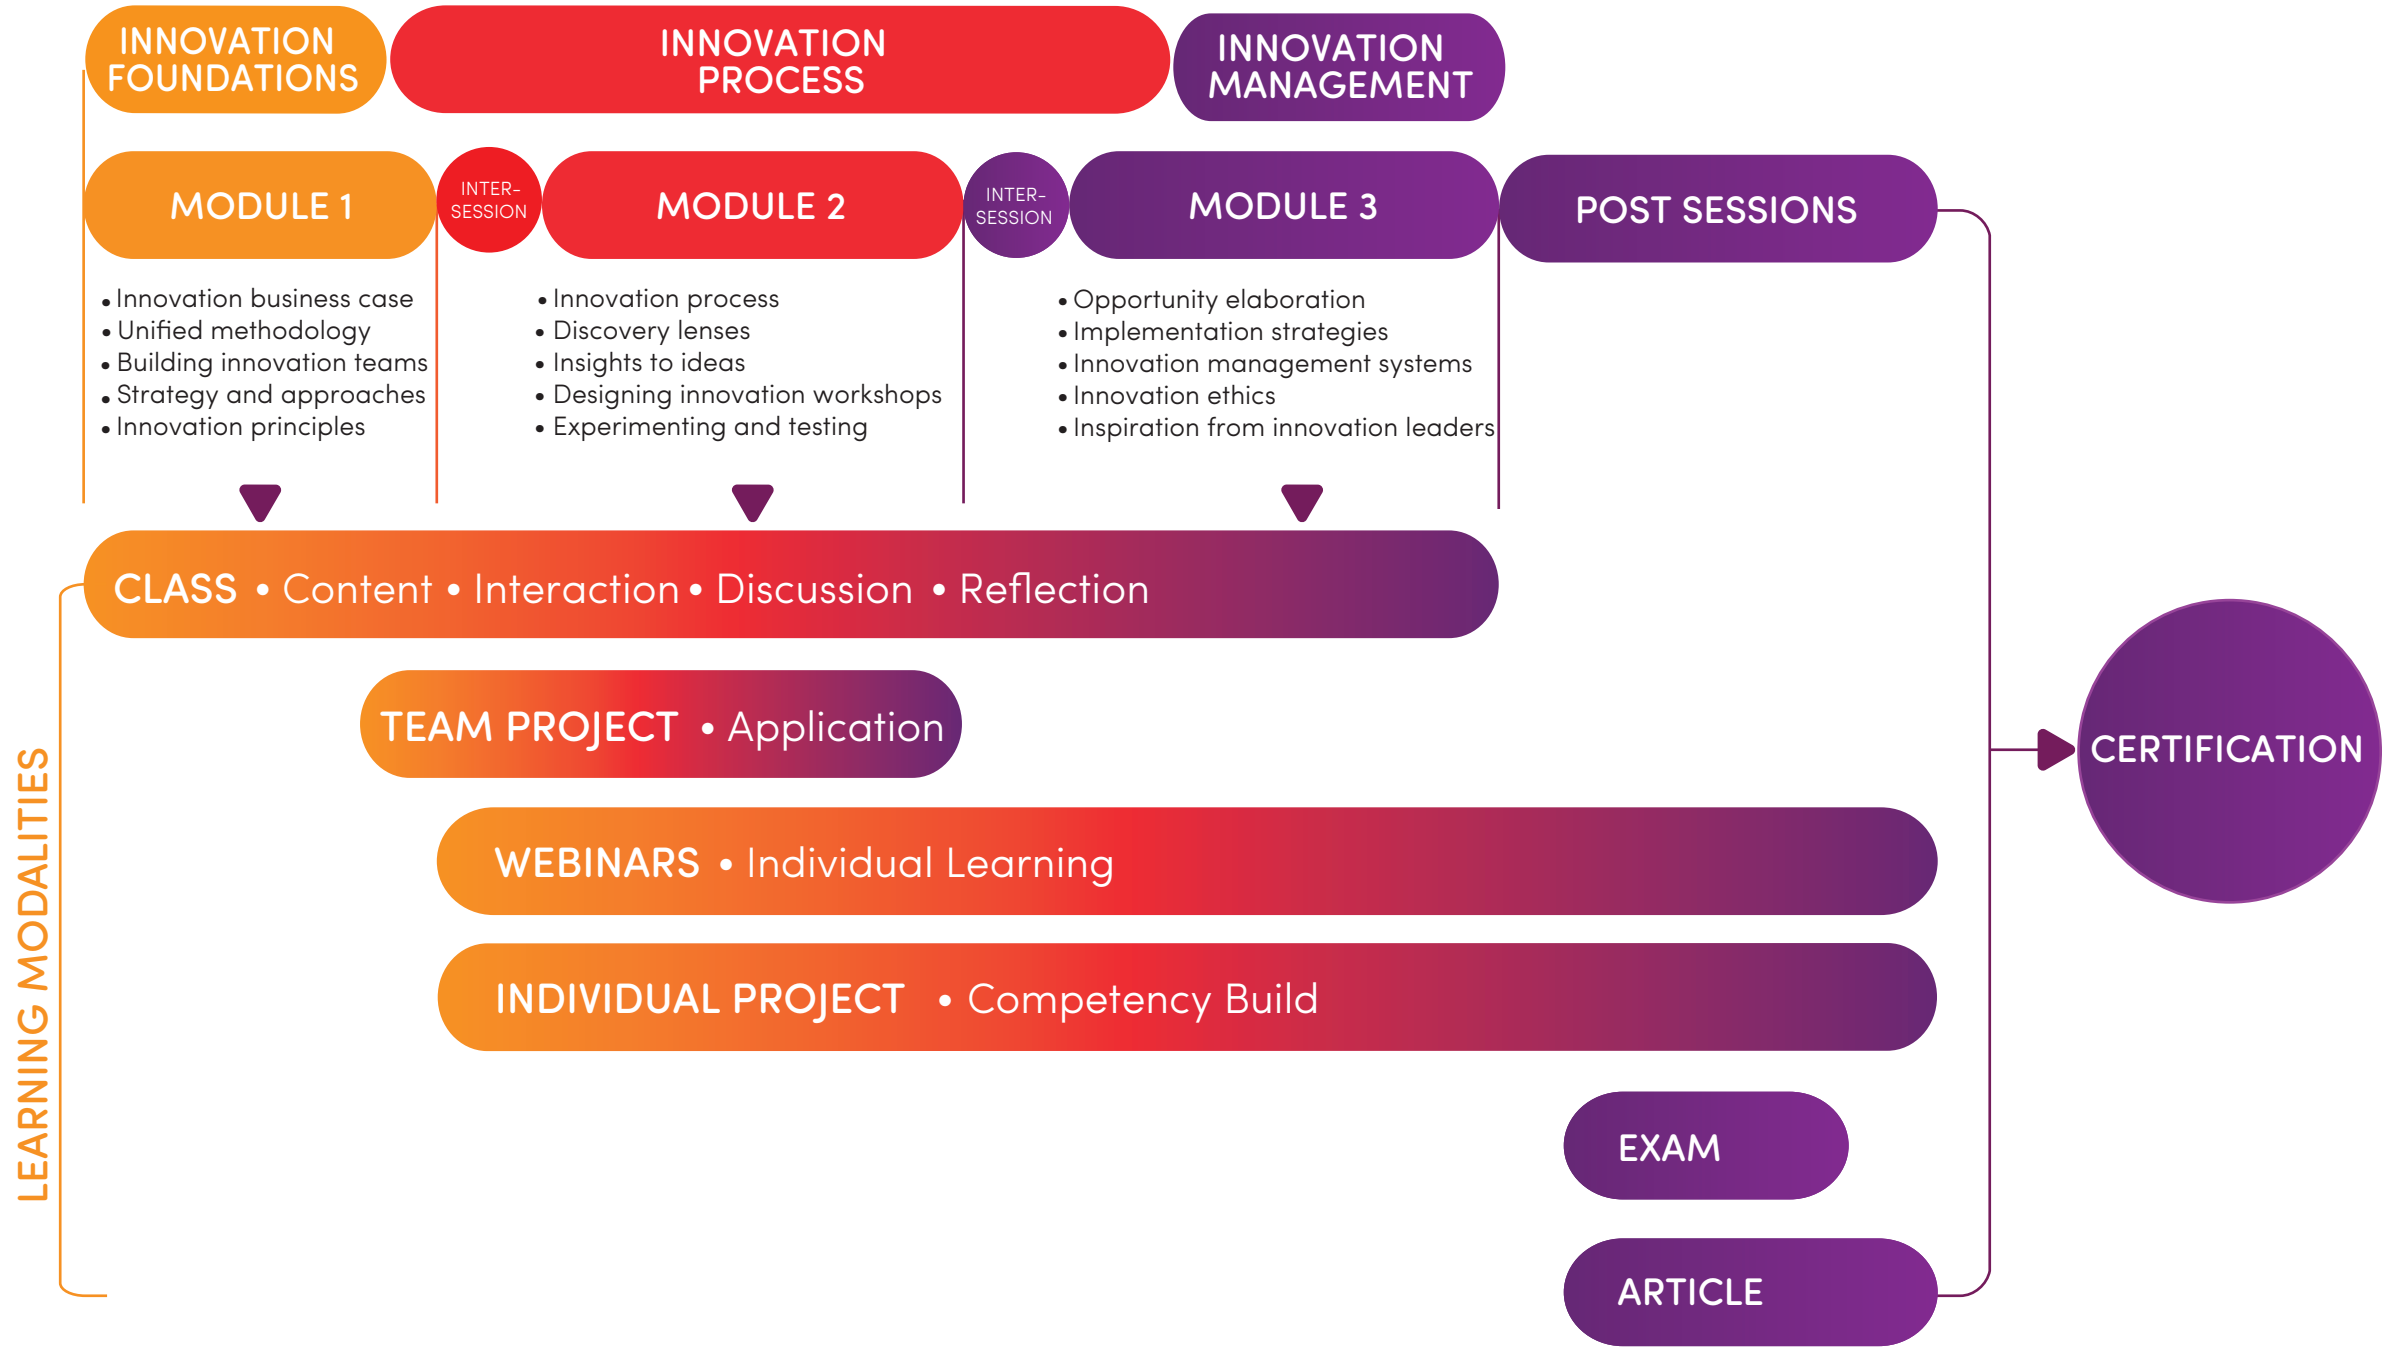 INNOVATION
FOUNDATIONS
INNOVATION
PROCESS
INNOVATION
MANAGEMENT
MODULE 1
INTER-
SESSION
MODULE 2
INTER-
SESSION
MODULE 3
POST SESSIONS
• Innovation business case
• Unified methodology
• Building innovation teams
• Strategy and approaches
• Innovation principles
• Innovation process
• Discovery lenses
• Insights to ideas
• Designing innovation workshops
• Experimenting and testing
• Opportunity elaboration
• Implementation strategies
• Innovation management systems
• Innovation ethics
• Inspiration from innovation leaders
LEARNING MODALITIES
CLASS • Content • Interaction • Discussion • Reflection
TEAM PROJECT • Application
WEBINARS • Individual Learning
INDIVIDUAL PROJECT • Competency Build
EXAM
ARTICLE
CERTIFICATION